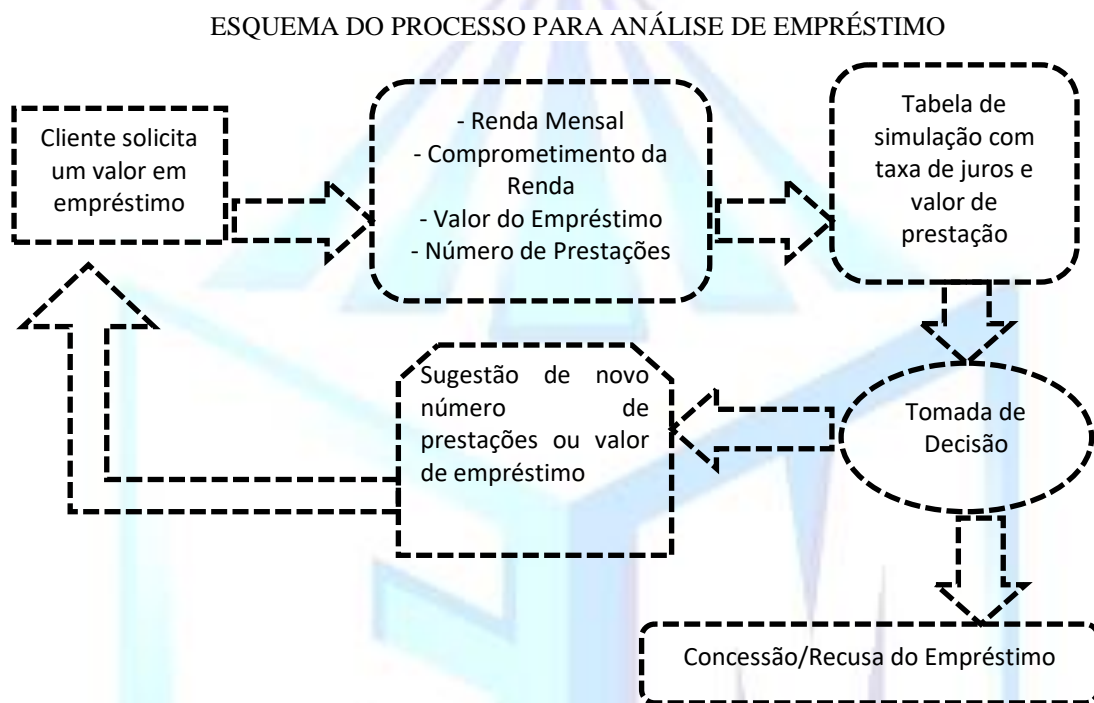 ESQUEMA DO PROCESSO PARA ANÁLISE DE EMPRÉSTIMO
Cliente solicita
um valor em
empréstimo
- Renda Mensal
- Comprometimento da
Renda
- Valor do Empréstimo
- Número de Prestações
Tabela de
simulação com
taxa de juros e
valor de
prestação
Tomada de
Decisão
Sugestão de novo
número de
prestações ou valor
de empréstimo
Concessão/Recusa do Empréstimo